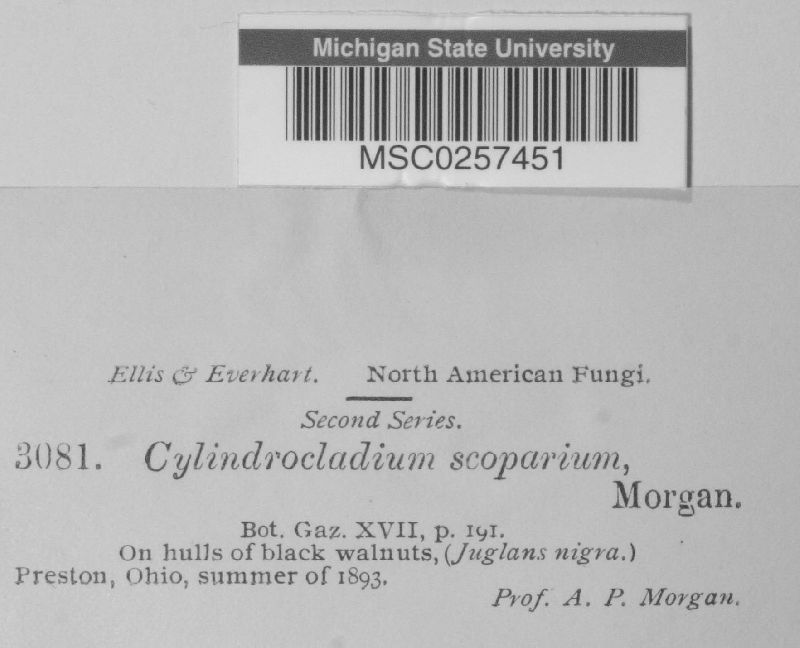 Michigan State University
MSC0257451
Ellis & Everhart. North American Fungi.
Second Series.
3081. Cylindrocladium scoparium,
Morgan.
Bot. Gaz. XVII, p. 191.
On hulls of black walnuts, (Juglans nigra.)
Preston, Ohio, summer of 1893.
Prof. A. P. Morgan.